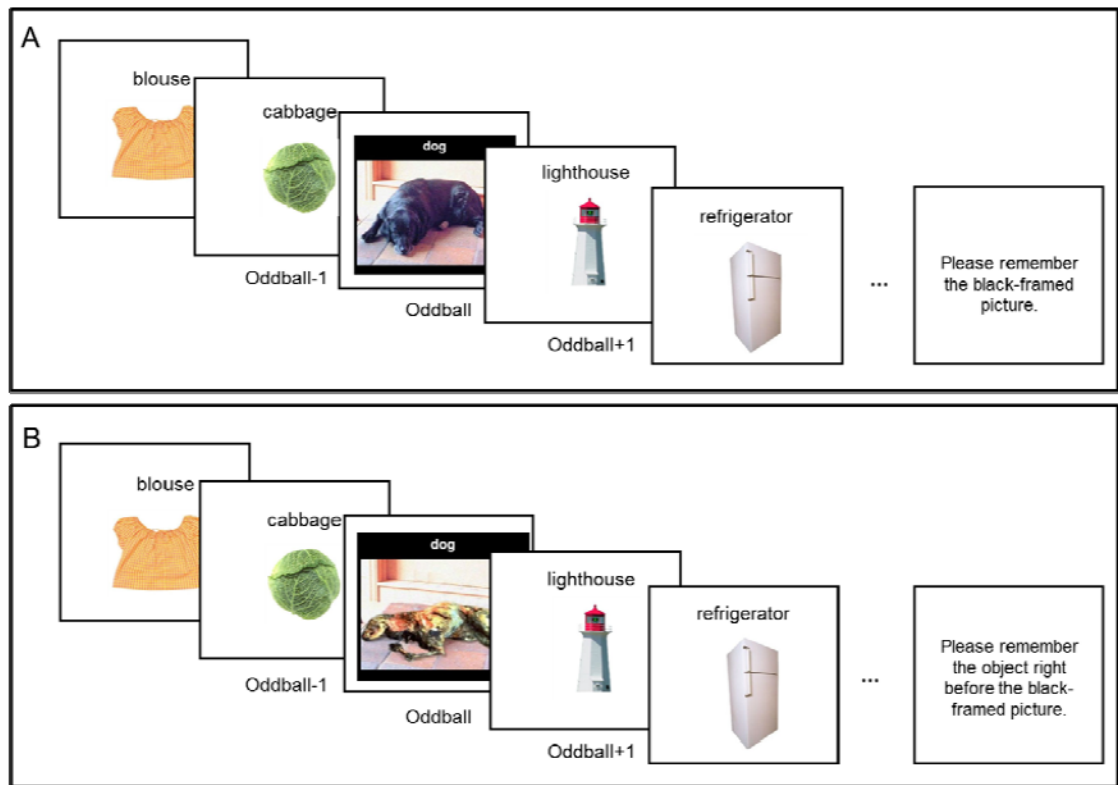 A
blouse
cabbage
dog
lighthouse
refrigerator
Oddball-1
Oddball
Oddball+1
...
Please remember
the black-framed
picture.
B
blouse
cabbage
dog
lighthouse
refrigerator
Oddball-1
Oddball
Oddball+1
...
Please remember
the object right
before the black-
framed picture.